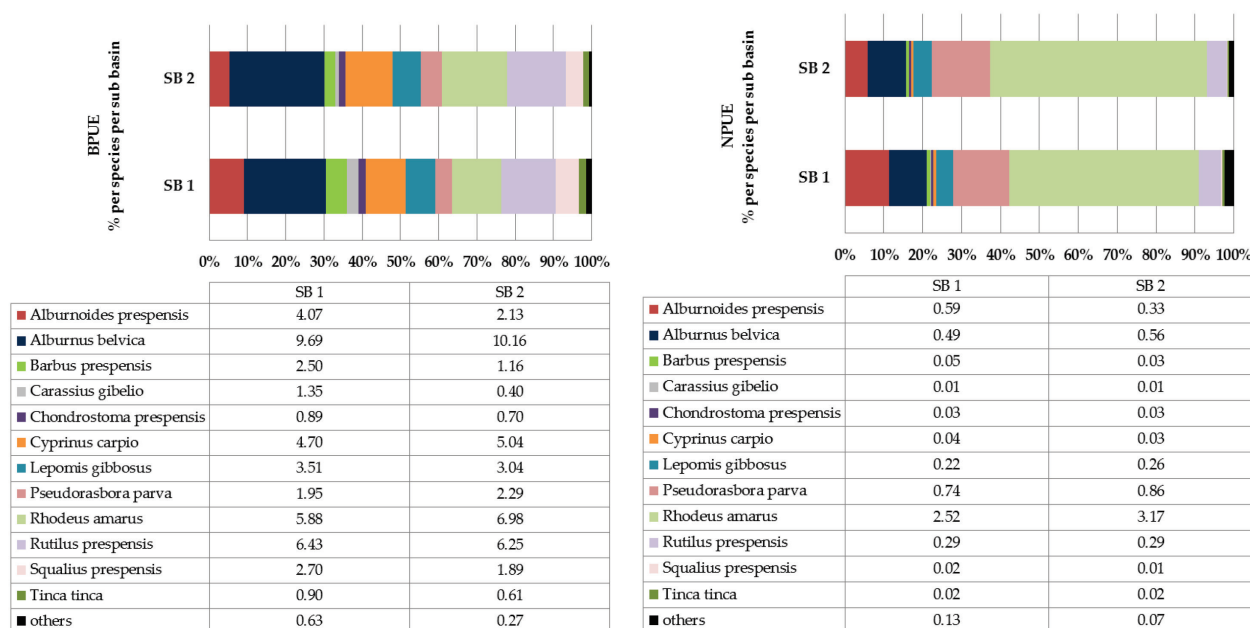 BPUE
% per species per sub basin
SB 2
SB 1
0% 10% 20% 30% 40% 50% 60% 70% 80% 90% 100%
SB 1 SB 2
Alburnoides prespensis 4.07 2.13
Alburnus belvica 9.69 10.16
Barbus prespensis 2.50 1.16
Carassius gibelio 1.35 0.40
Chondrostoma prespensis 0.89 0.70
Cyprinus carpio 4.70 5.04
Lepomis gibbosus 3.51 3.04
Pseudorasbora parva 1.95 2.29
Rhodeus amarus 5.88 6.98
Rutilus prespensis 6.43 6.25
Squalius prespensis 2.70 1.89
Tinca tinca 0.90 0.61
others 0.63 0.27
NPUE
% per species per sub basin
SB 2
SB 1
0% 10% 20% 30% 40% 50% 60% 70% 80% 90% 100%
SB 1 SB 2
Alburnoides prespensis 0.59 0.33
Alburnus belvica 0.49 0.56
Barbus prespensis 0.05 0.03
Carassius gibelio 0.01 0.01
Chondrostoma prespensis 0.03 0.03
Cyprinus carpio 0.04 0.03
Lepomis gibbosus 0.22 0.26
Pseudorasbora parva 0.74 0.86
Rhodeus amarus 2.52 3.17
Rutilus prespensis 0.29 0.29
Squalius prespensis 0.02 0.01
Tinca tinca 0.02 0.02
others 0.13 0.07